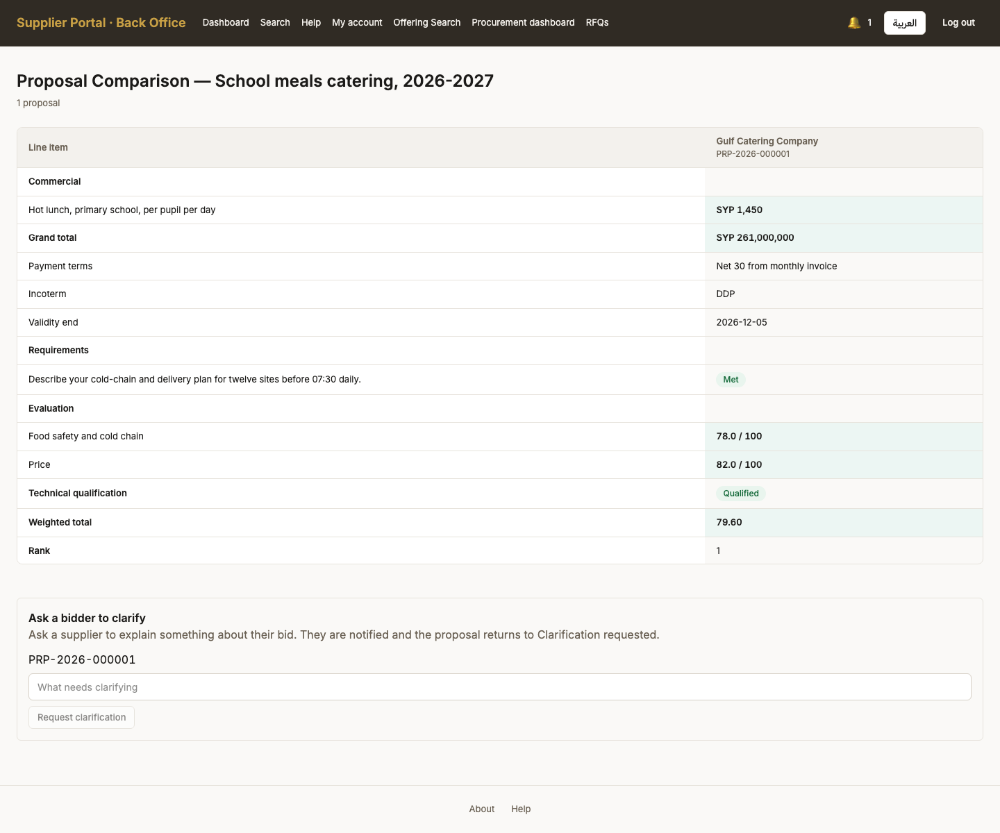 Supplier Portal · Back Office Dashboard Search Help My account Offering Search Procurement dashboard RFQs 1 العربية Log out
Proposal Comparison — School meals catering, 2026-2027
1 proposal
Line item Gulf Catering Company
PRP-2026-000001
Commercial
Hot lunch, primary school, per pupil per day SYP 1,450
Grand total SYP 261,000,000
Payment terms Net 30 from monthly invoice
Incoterm DDP
Validity end 2026-12-05
Requirements
Describe your cold-chain and delivery plan for twelve sites before 07:30 daily. Met
Evaluation
Food safety and cold chain 78.0 / 100
Price 82.0 / 100
Technical qualification Qualified
Weighted total 79.60
Rank 1
Ask a bidder to clarify
Ask a supplier to explain something about their bid. They are notified and the proposal returns to Clarification requested.
PRP-2026-000001
What needs clarifying
Request clarification
About Help